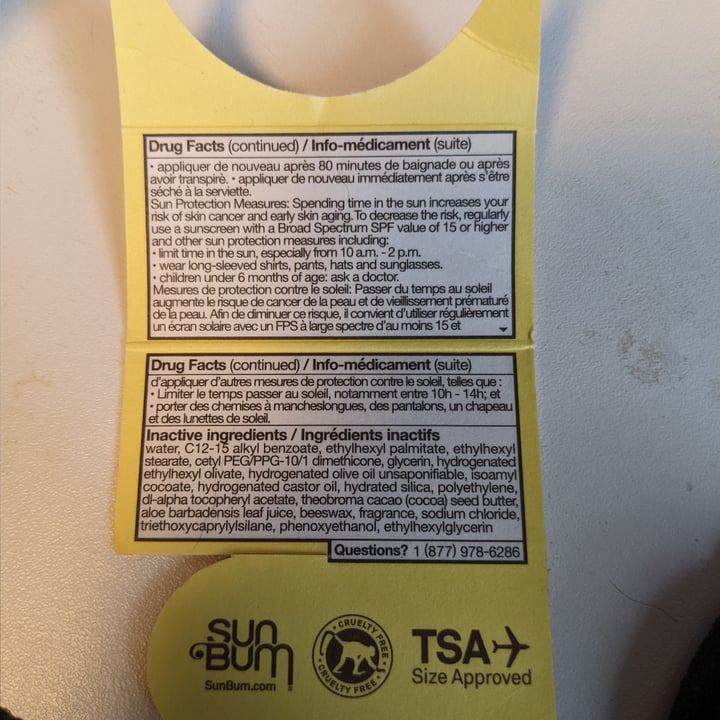 Drug Facts (continued) / Info-médicament (suite)
• appliquer de nouveau après 80 minutes de baignade ou après
avoir transpiré. • appliquer de nouveau immédiatement après s'être
séché à la serviette.
Sun Protection Measures: Spending time in the sun increases your
risk of skin cancer and early skin aging. To decrease the risk, regularly
use a sunscreen with a Broad Spectrum SPF value of 15 or higher
and other sun protection measures including:
• limit time in the sun, especially from 10 a.m. - 2 p.m.
• wear long-sleeved shirts, pants, hats and sunglasses.
• children under 6 months of age: ask a doctor.
Mesures de protection contre le soleil: Passer du temps au soleil
augmente le risque de cancer de la peau et de vieillissement prématuré
de la peau. Afin de diminuer ce risque, il convient d'utiliser régulièrement
un écran solaire avec un FPS à large spectre d'au moins 15 et
Drug Facts (continued) / Info-médicament (suite)
d'appliquer d'autres mesures de protection contre le soleil, telles que :
• Limiter le temps passer au soleil, notamment entre 10h - 14h; et
• porter des chemises à mancheslongues, des pantalons, un chapeau
et des lunettes de soleil.
Inactive ingredients / Ingrédients inactifs
water, C12-15 alkyl benzoate, ethylhexyl palmitate, ethylhexyl
stearate, cetyl PEG/PPG-10/1 dimethicone, glycerin, hydrogenated
ethylhexyl olivate, hydrogenated olive oil unsaponifiable, isoamyl
cocoate, hydrogenated castor oil, hydrated silica, polyethylene,
dl-alpha tocopheryl acetate, theobroma cacao (cocoa) seed butter,
aloe barbadensis leaf juice, beeswax, fragrance, sodium chloride,
triethoxycaprylylsilane, phenoxyethanol, ethylhexylglycerin
Questions? 1 (877) 978-6286
SUN
BUM
SunBum.com
CRUELTY FREE
CRUELTY FREE
TSA
Size Approved